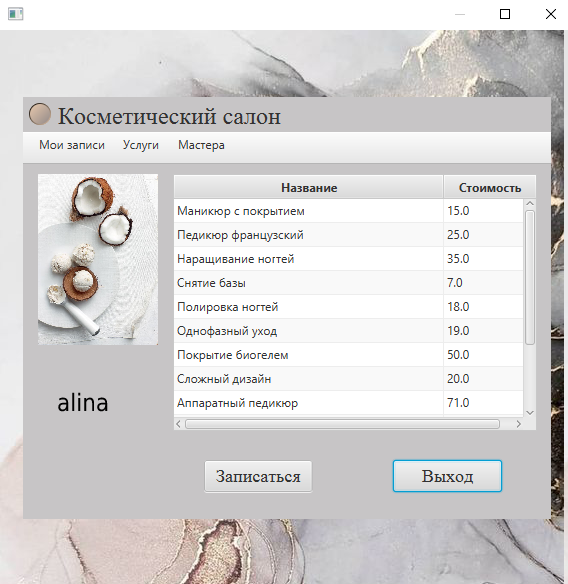 Косметический салон
Мои записи Услуги Мастера
Название Стоимость
Маникюр с покрытием 15.0
Педикюр французский 25.0
Наращивание ногтей 35.0
Снятие базы 7.0
Полировка ногтей 18.0
Однофазный уход 19.0
Покрытие биогелем 50.0
Сложный дизайн 20.0
Аппаратный педикюр 71.0
alina
Записаться Выход